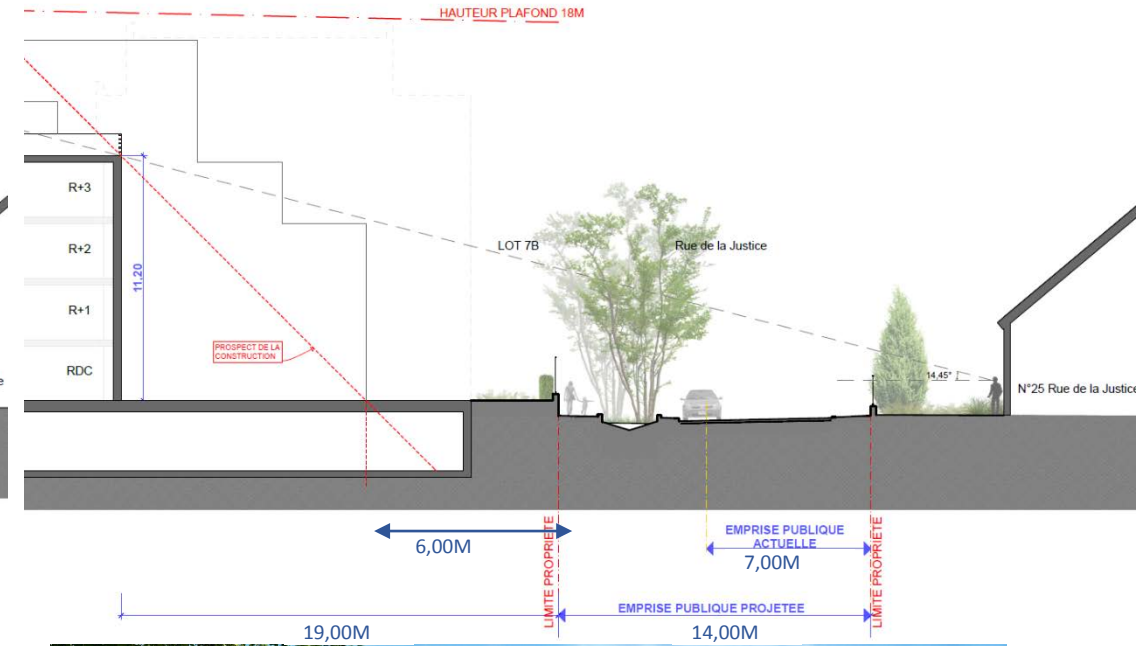 HAUTEUR PLAFOND 18M
R+3
R+2
R+1
RDC
11,20
PROSPECT DE LA
CONSTRUCTION
LOT 7B
Rue de la Justice
14,45°
N°25 Rue de la Justice
e
6,00M
LIMITE PROPRIETE
EMPRISE PUBLIQUE
ACTUELLE
7,00M
LIMITE PROPRIETE
EMPRISE PUBLIQUE PROJETEE
19,00M
14,00M